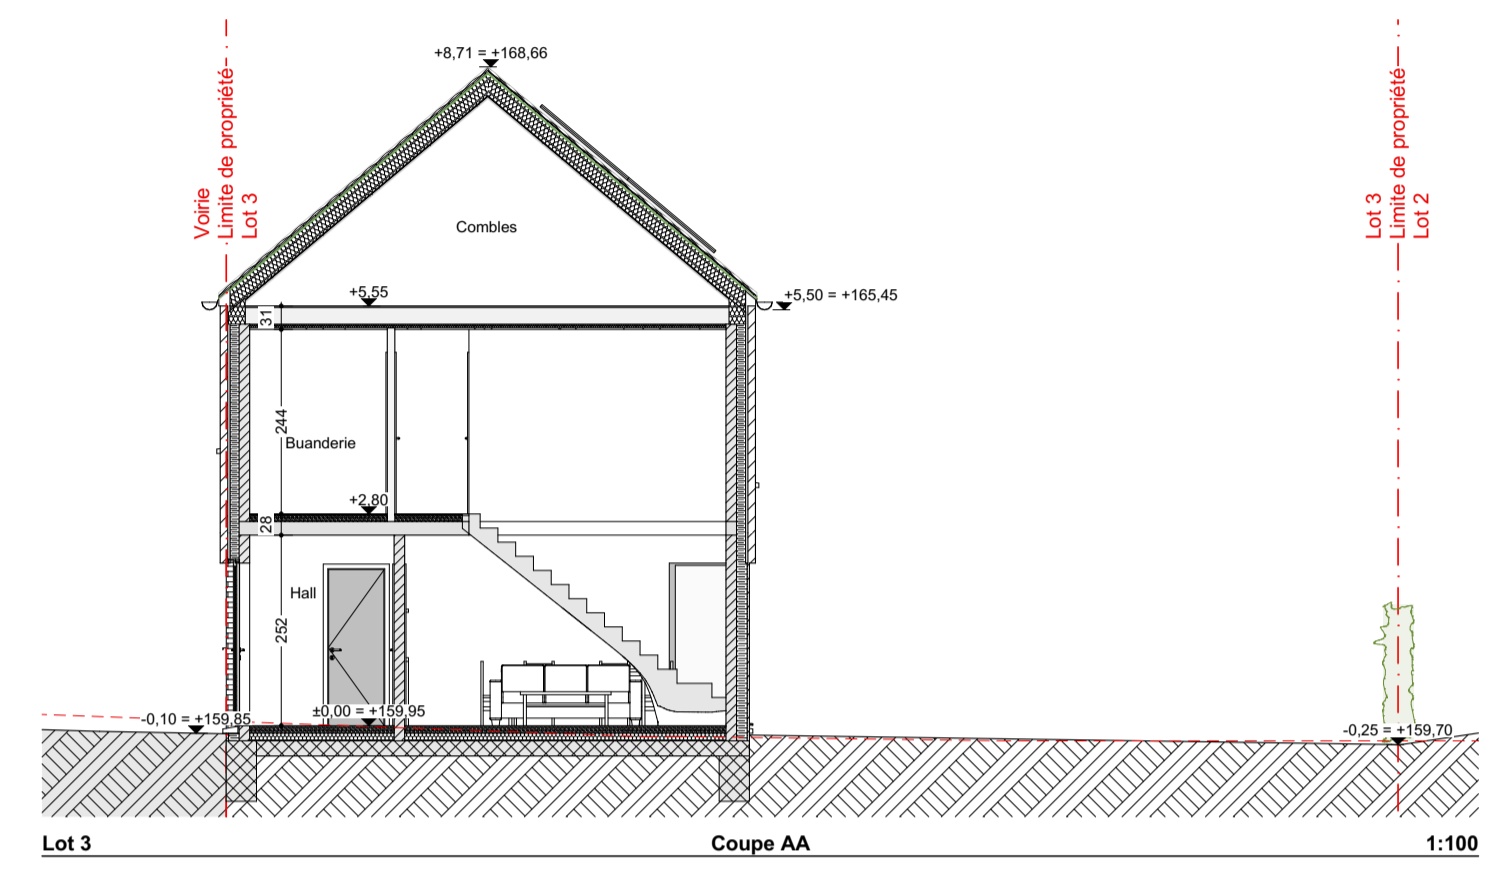 +8,71 = +168,66
Voirie
Limite de propriété
Lot 3
Lot 3
Limite de propriété
Lot 2
Combles
+5,55
+5,50 = +165,45
31
244
Buanderie
+2,80
28
Hall
252
-0,10 = +159,85
±0,00 = +159,95
-0,25 = +159,70
Lot 3
Coupe AA
1:100